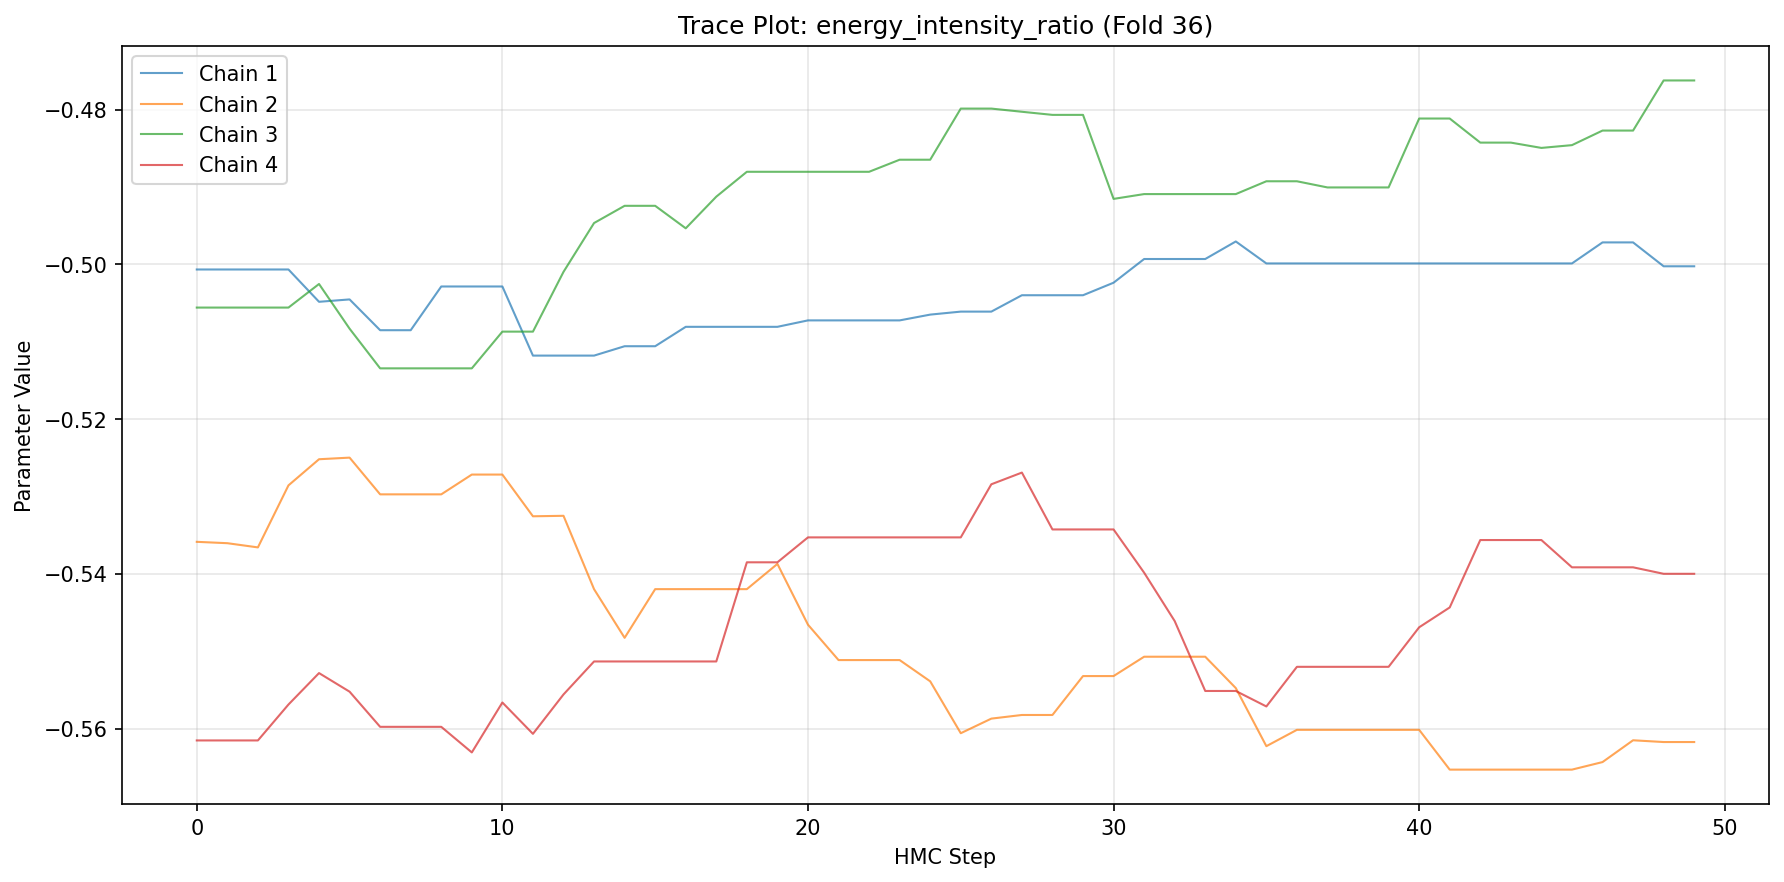 Trace Plot: energy_intensity_ratio (Fold 36)
Chain 1
Chain 2
Chain 3
Chain 4
Parameter Value
−0.48
−0.50
−0.52
−0.54
−0.56
0 10 20 30 40 50
HMC Step